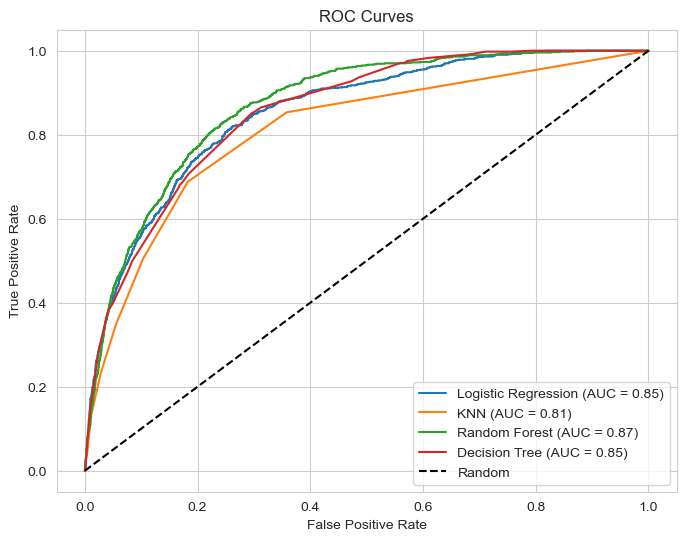 ROC Curves
1.0
0.8
0.6
0.4
0.2
0.0
True Positive Rate
0.0 0.2 0.4 0.6 0.8 1.0
False Positive Rate
Logistic Regression (AUC = 0.85)
KNN (AUC = 0.81)
Random Forest (AUC = 0.87)
Decision Tree (AUC = 0.85)
Random